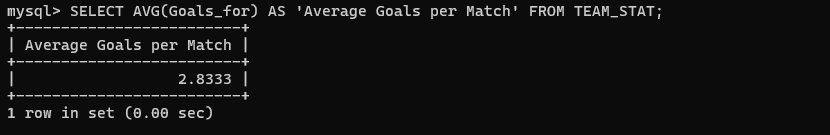 mysql> SELECT AVG(Goals_for) AS 'Average Goals per Match' FROM TEAM_STAT;
+-------------------------+
| Average Goals per Match |
+-------------------------+
|                  2.8333 |
+-------------------------+
1 row in set (0.00 sec)